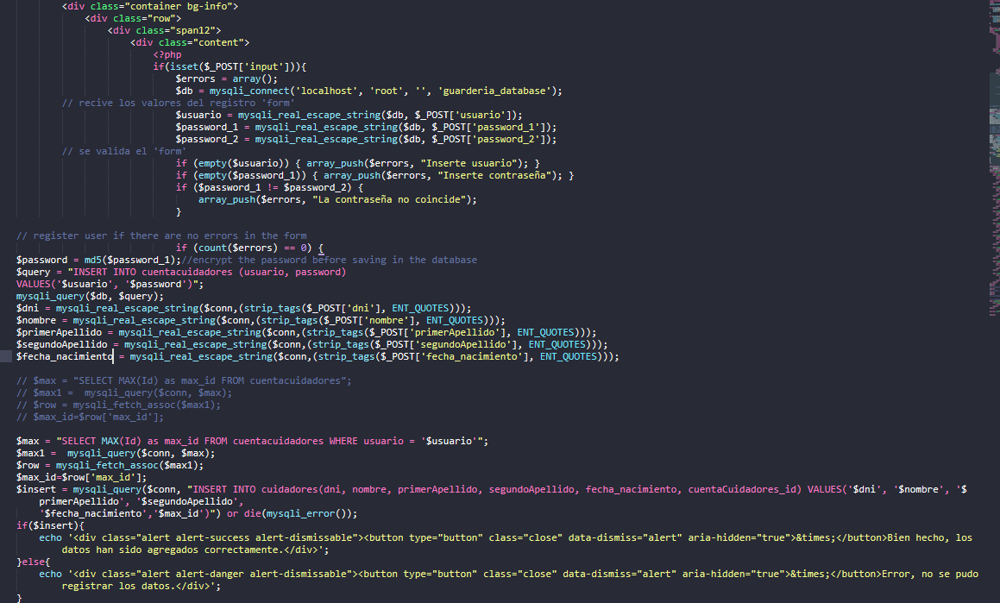 <div class="container bg-info">
<div class="row">
<div class="span12">
<div class="content">
<?php
if(isset($_POST['input'])){
$errors = array();
$db = mysqli_connect('localhost', 'root', '', 'guarderia_database');
// recive los valores del registro 'form'
$usuario = mysqli_real_escape_string($db, $_POST['usuario']);
$password_1 = mysqli_real_escape_string($db, $_POST['password_1']);
$password_2 = mysqli_real_escape_string($db, $_POST['password_2']);
// se valida el 'form'
if (empty($usuario)) { array_push($errors, "Inserte usuario"); }
if (empty($password_1)) { array_push($errors, "Inserte contraseña"); }
if ($password_1 != $password_2) {
array_push($errors, "La contraseña no coincide");
}
// register user if there are no errors in the form
if (count($errors) == 0) {
$password = md5($password_1);//encrypt the password before saving in the database
$query = "INSERT INTO cuentacuidadores (usuario, password)
VALUES('$usuario', '$password')";
mysqli_query($db, $query);
$dni = mysqli_real_escape_string($conn,(strip_tags($_POST['dni'], ENT_QUOTES)));
$nombre = mysqli_real_escape_string($conn,(strip_tags($_POST['nombre'], ENT_QUOTES)));
$primerApellido = mysqli_real_escape_string($conn,(strip_tags($_POST['primerApellido'], ENT_QUOTES)));
$segundoApellido = mysqli_real_escape_string($conn,(strip_tags($_POST['segundoApellido'], ENT_QUOTES)));
$fecha_nacimiento = mysqli_real_escape_string($conn,(strip_tags($_POST['fecha_nacimiento'], ENT_QUOTES)));
// $max = "SELECT MAX(Id) as max_id FROM cuentacuidadores";
// $max1 =  mysqli_query($conn, $max);
// $row = mysqli_fetch_assoc($max1);
// $max_id=$row['max_id'];
$max = "SELECT MAX(Id) as max_id FROM cuentacuidadores WHERE usuario = '$usuario'";
$max1 =  mysqli_query($conn, $max);
$row = mysqli_fetch_assoc($max1);
$max_id=$row['max_id'];
$insert = mysqli_query($conn, "INSERT INTO cuidadores(dni, nombre, primerApellido, segundoApellido, fecha_nacimiento, cuentaCuidadores_id) VALUES('$dni', '$nombre', '$
primerApellido', '$segundoApellido',
'$fecha_nacimiento','$max_id')") or die(mysqli_error());
if($insert){
echo '<div class="alert alert-success alert-dismissable"><button type="button" class="close" data-dismiss="alert" aria-hidden="true">&times;</button>Bien hecho, los
datos han sido agregados correctamente.</div>';
}else{
echo '<div class="alert alert-danger alert-dismissable"><button type="button" class="close" data-dismiss="alert" aria-hidden="true">&times;</button>Error, no se pudo
registrar los datos.</div>';
}